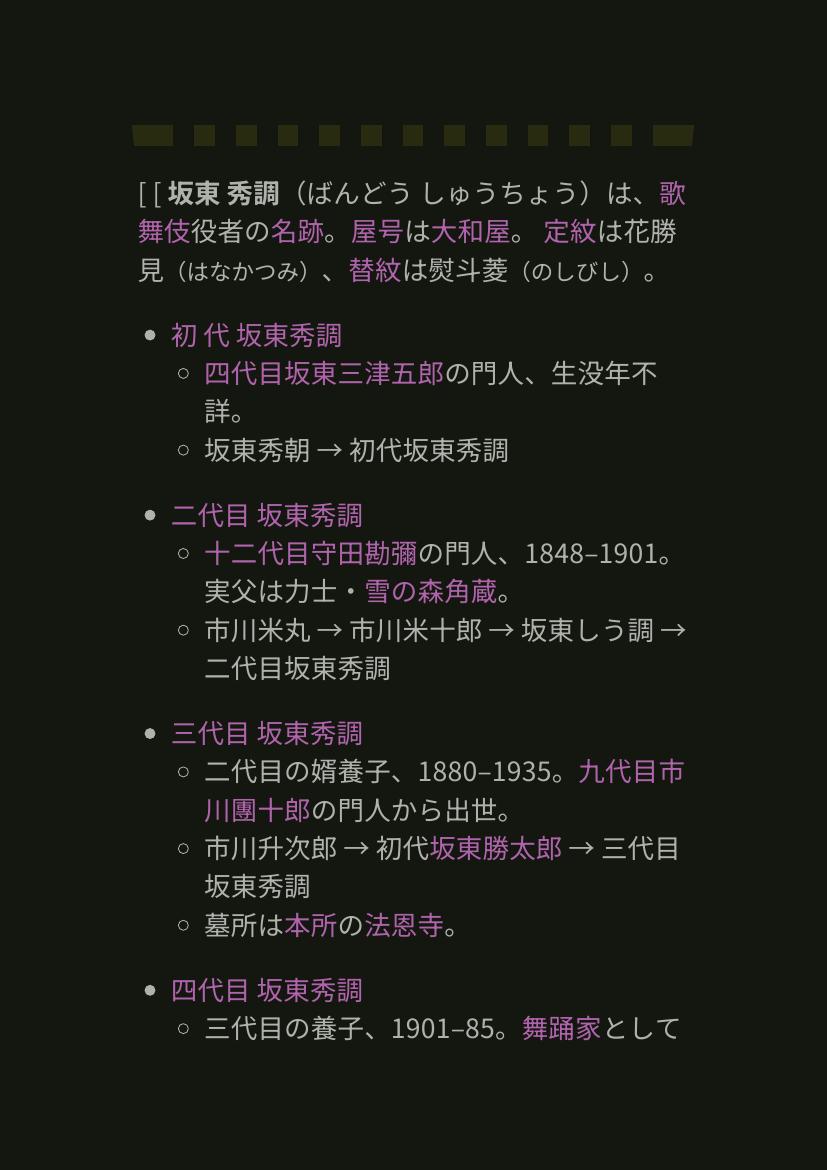 [ [ 坂東 秀調（ばんどう しゅうちょう）は、歌
舞伎役者の名跡。屋号は大和屋。 定紋は花勝
見（はなかつみ）、替紋は熨斗菱（のしびし）。
• 初 代 坂東秀調
◦ 四代目坂東三津五郎の門人、生没年不
詳。
◦ 坂東秀朝 → 初代坂東秀調
• 二代目 坂東秀調
◦ 十二代目守田勘彌の門人、1848–1901。
実父は力士・雪の森角蔵。
◦ 市川米丸 → 市川米十郎 → 坂東しう調 →
二代目坂東秀調
• 三代目 坂東秀調
◦ 二代目の婿養子、1880–1935。九代目市
川團十郎の門人から出世。
◦ 市川升次郎 → 初代坂東勝太郎 → 三代目
坂東秀調
◦ 墓所は本所の法恩寺。
• 四代目 坂東秀調
◦ 三代目の養子、1901–85。舞踊家として